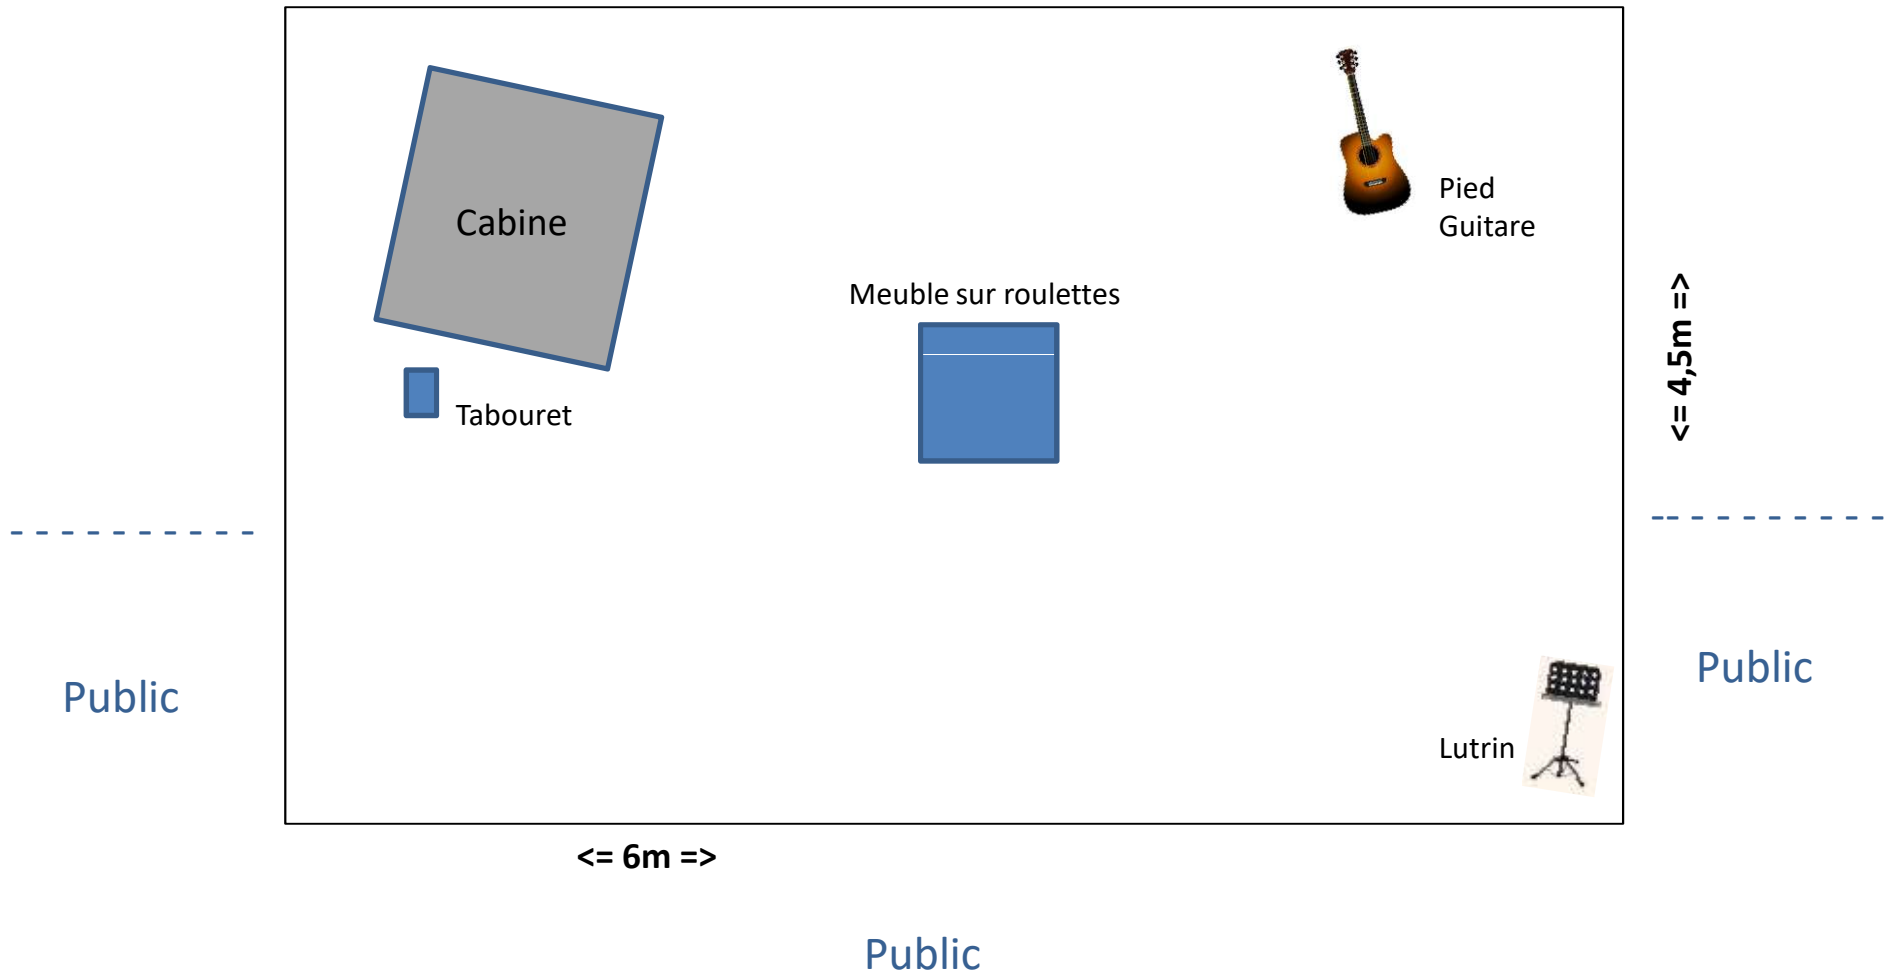 Pied
Guitare
Cabine
Meuble sur roulettes
<= 4,5m =>
Tabouret
Public
Public
Lutrin
<= 6m =>
Public